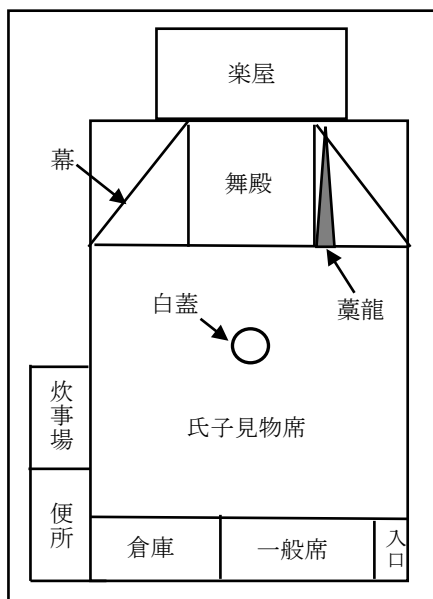 楽屋
幕
舞殿
藁龍
白蓋
氏子見物席
炊事場
便所
倉庫
一般席
入口